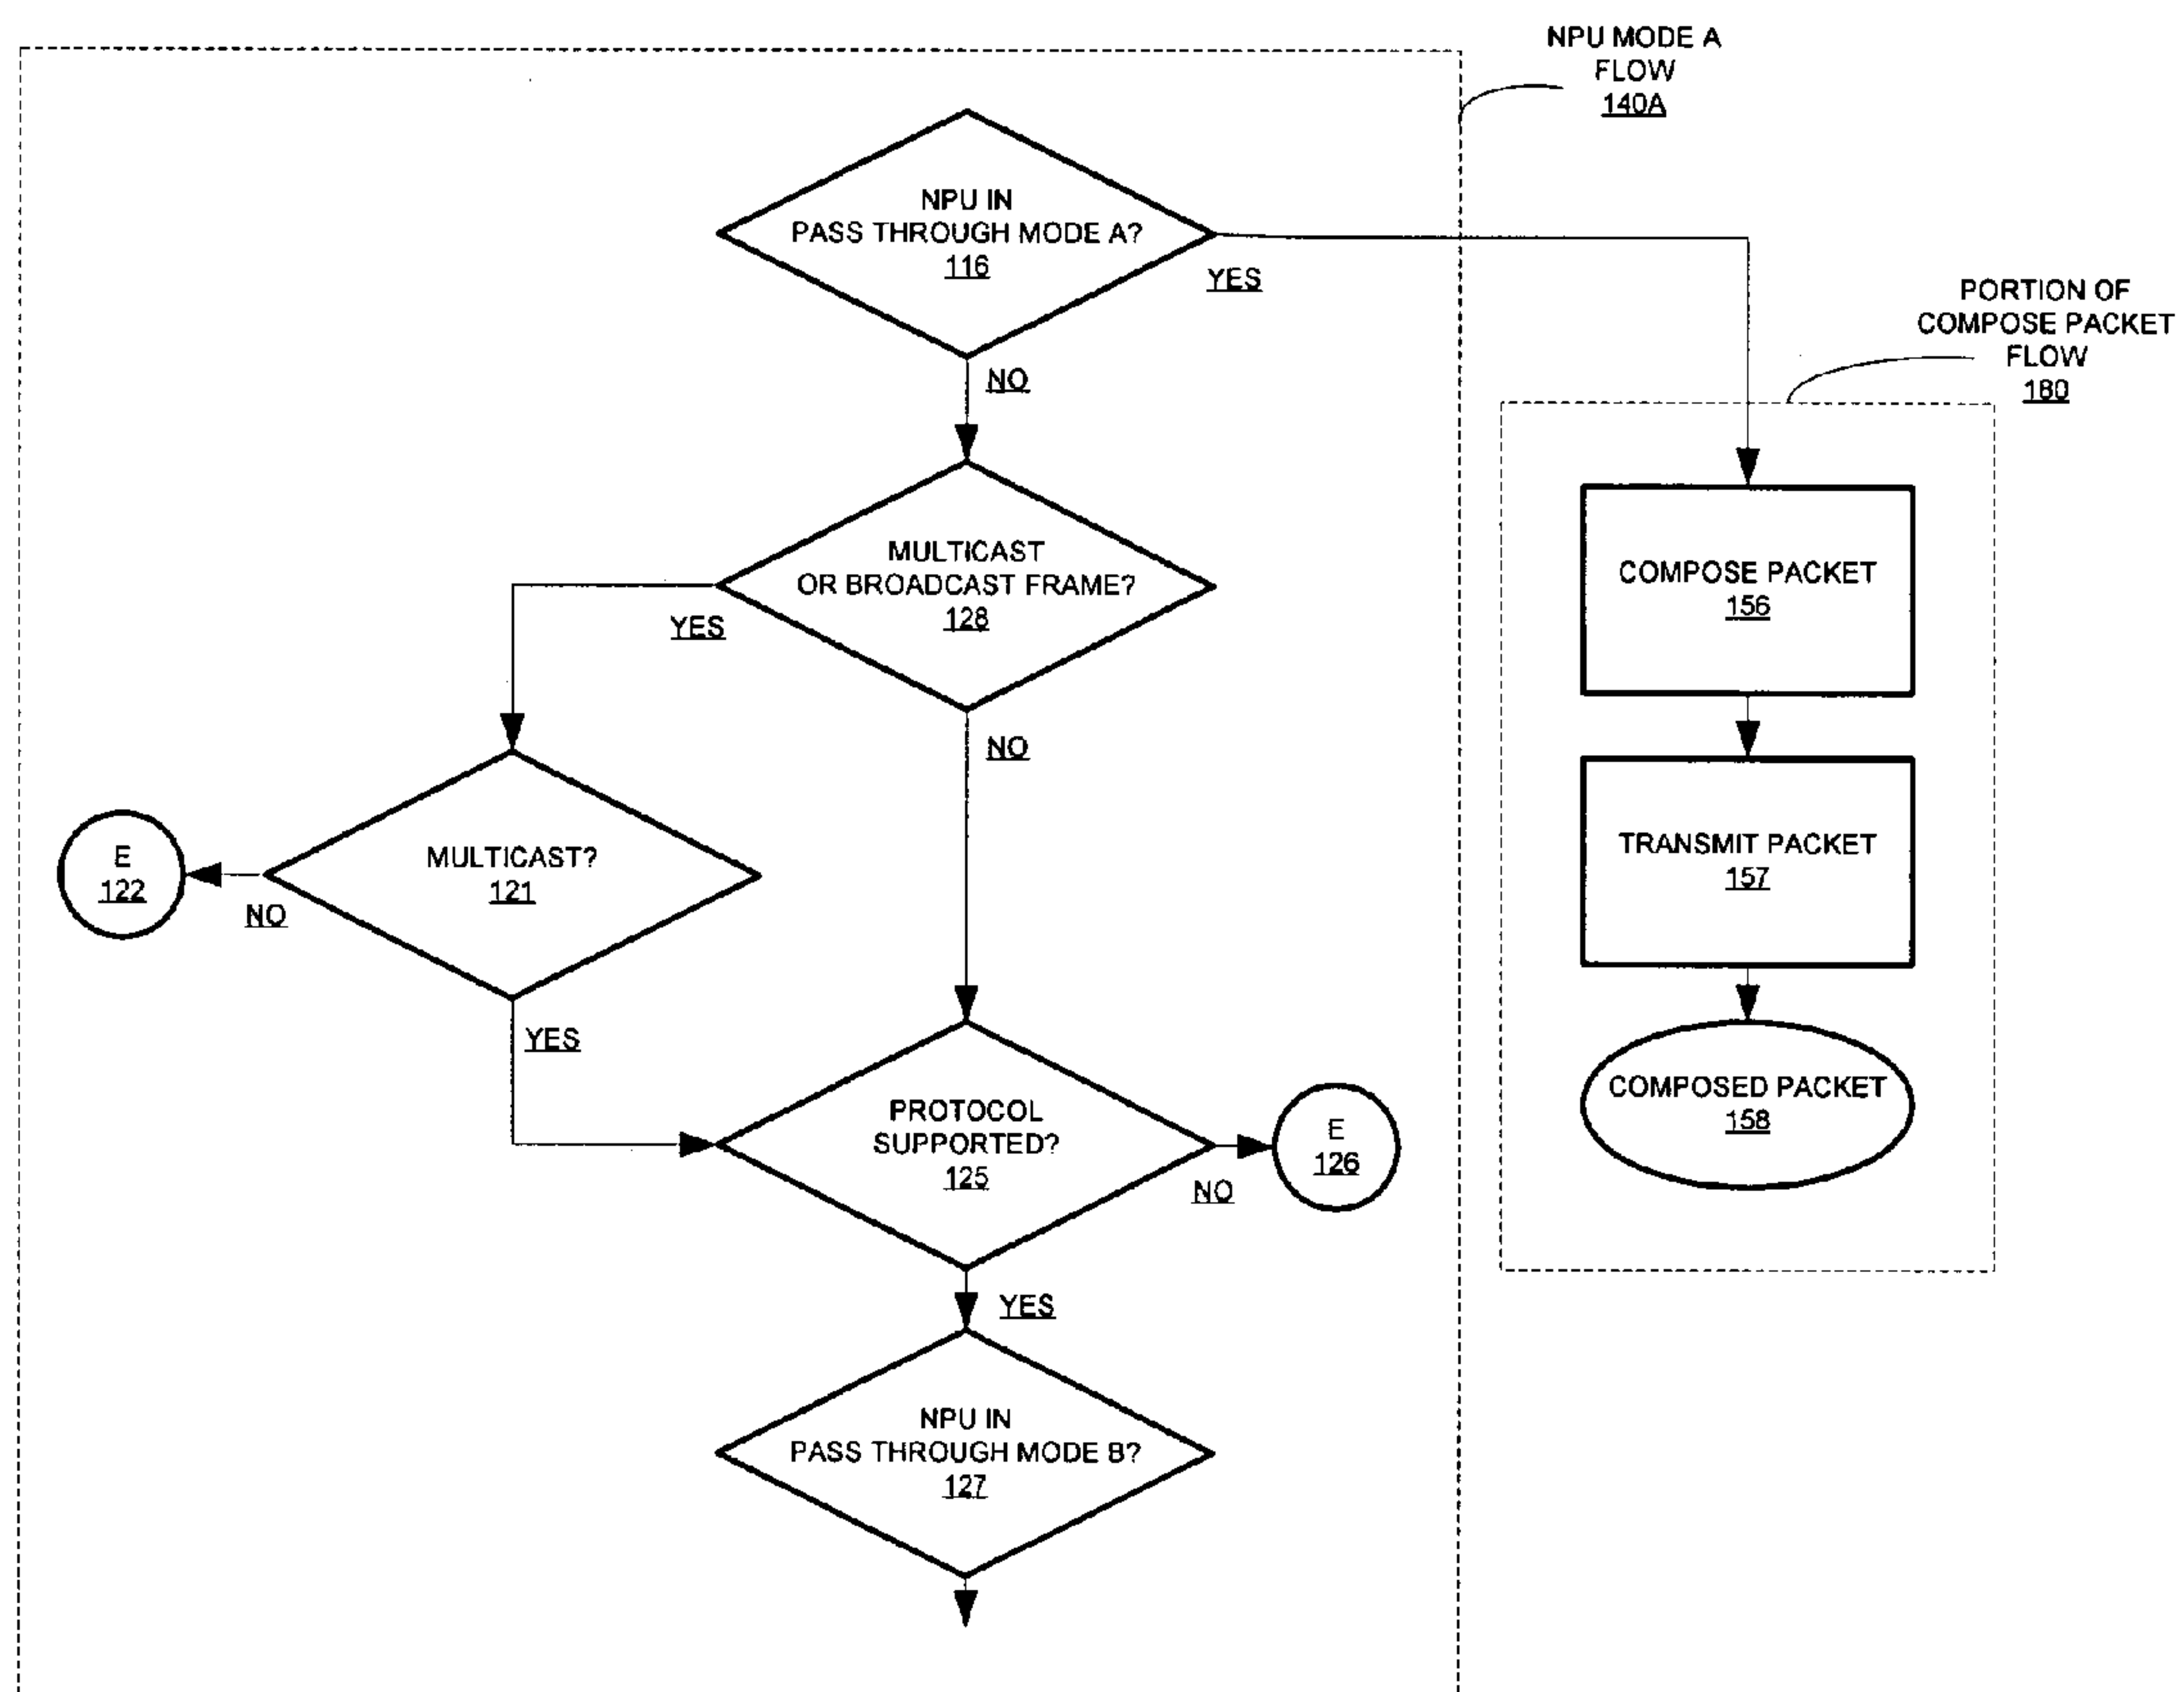 NPU MODE A
FLOW
140A
NPU IN
PASS THROUGH MODE A?
116
YES
NO
PORTION OF
COMPOSE PACKET
FLOW
180
MULTICAST
OR BROADCAST FRAME?
128
YES
NO
COMPOSE PACKET
156
MULTICAST?
121
E
122
NO
YES
TRANSMIT PACKET
157
PROTOCOL
SUPPORTED?
125
E
126
NO
YES
COMPOSED PACKET
158
NPU IN
PASS THROUGH MODE B?
127